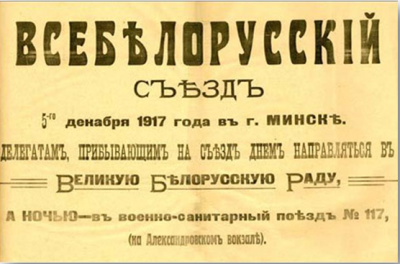 ВСЕБѢЛОРУССКІЙ
СЪѢЗДЪ
5-го декабря 1917 года въ г. МИНСКѢ.
ДЕЛЕГАТАМЪ, ПРИБЫВАЮЩИМЪ НА СЪѢЗДЪ ДНЕМЪ НАПРАВЛЯТЬСЯ ВЪ
ВЕЛИКУЮ БѢЛОРУССКУЮ РАДУ,
А НОЧЬЮ—въ военно-санитарный поѣздъ № 117,
(на Александровскомъ вокзалѣ).